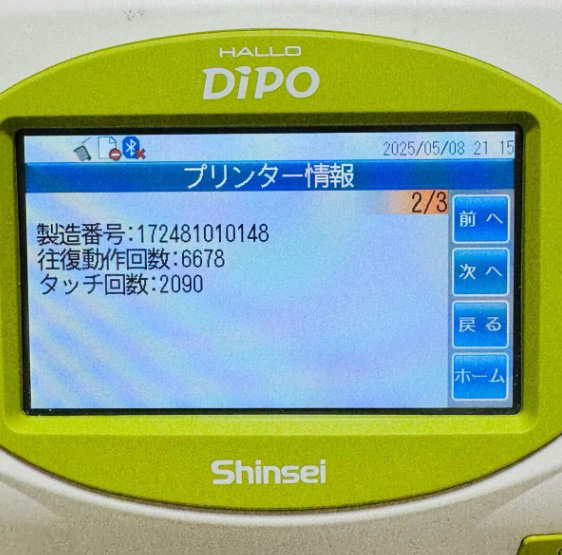 HALLO
DiPO
2025/05/08 21 15
プリンター情報
2/3
製造番号:172481010148
往復動作回数:6678
タッチ回数:2090
前へ
次へ
戻る
ホーム
Shinsei